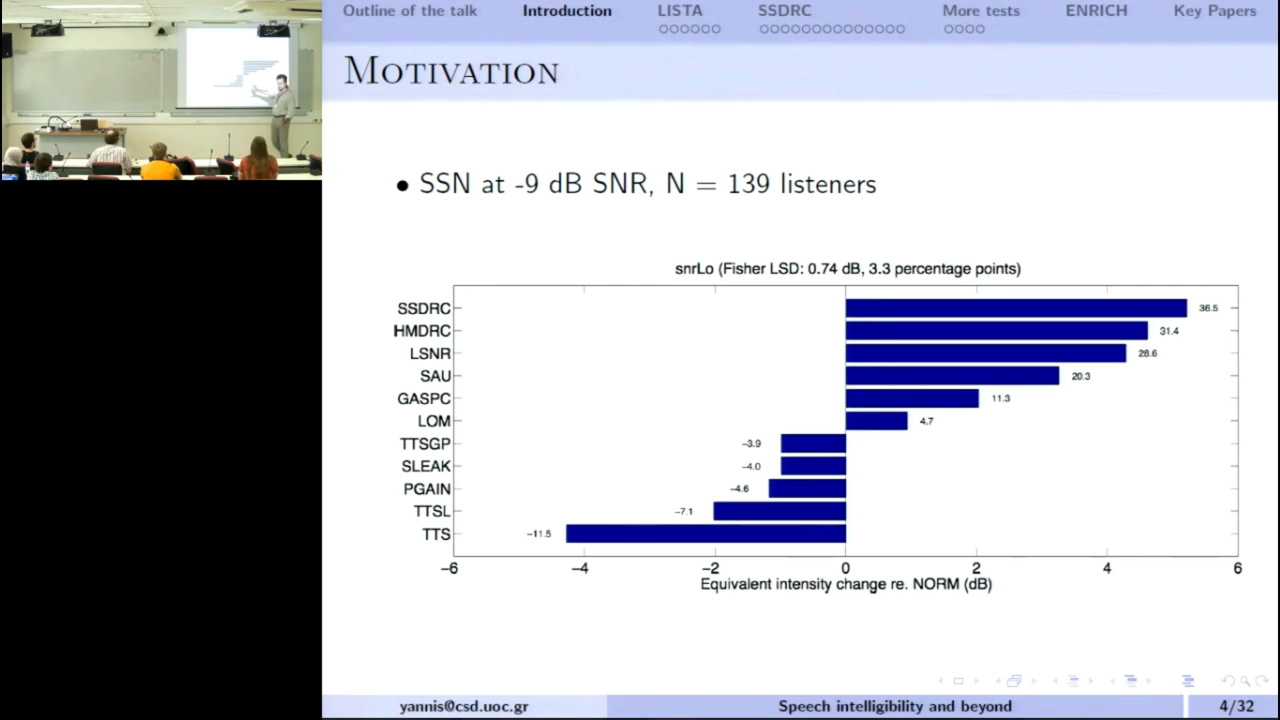 Outline of the talk Introduction LISTA SSDRC More tests ENRICH Key Papers
MOTIVATION
• SSN at -9 dB SNR, N = 139 listeners
snrLo (Fisher LSD: 0.74 dB, 3.3 percentage points)
SSDRC 36.5
HMDRC 31.4
LSNR 28.6
SAU 20.3
GASPC 11.3
LOM 4.7
TTSGP −3.9
SLEAK −4.0
PGAIN −4.6
TTSL −7.1
TTS −11.5
−6 −4 −2 0 2 4 6
Equivalent intensity change re. NORM (dB)
yannis@csd.uoc.gr Speech intelligibility and beyond 4/32